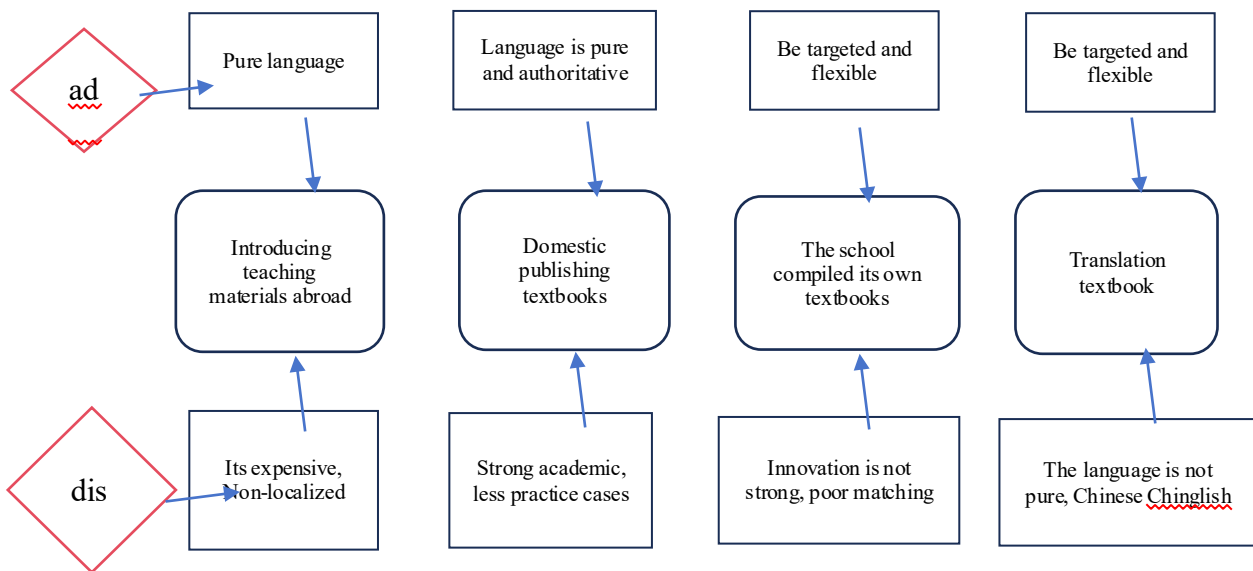 ad
Pure language
Language is pure
and authoritative
Be targeted and
flexible
Be targeted and
flexible
Introducing
teaching
materials abroad
Domestic
publishing
textbooks
The school
compiled its own
textbooks
Translation
textbook
dis
Its expensive,
Non-localized
Strong academic,
less practice cases
Innovation is not
strong, poor matching
The language is not
pure, Chinese Chinglish